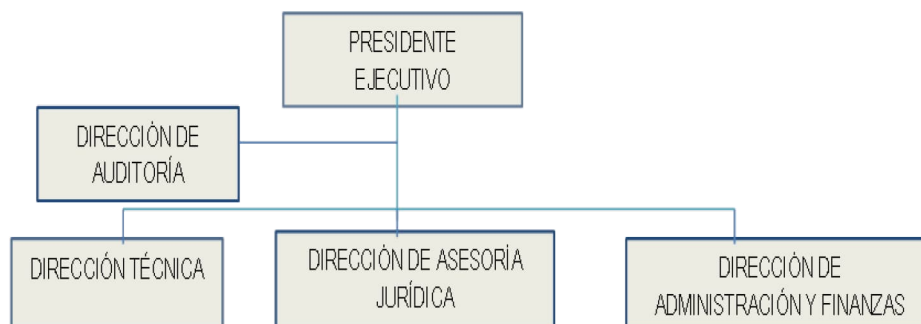 PRESIDENTE
EJECUTIVO
DIRECCIÓN DE
AUDITORÍA
DIRECCIÓN TÉCNICA
DIRECCIÓN DE ASESORÍA
JURÍDICA
DIRECCIÓN DE
ADMINISTRACIÓN Y FINANZAS